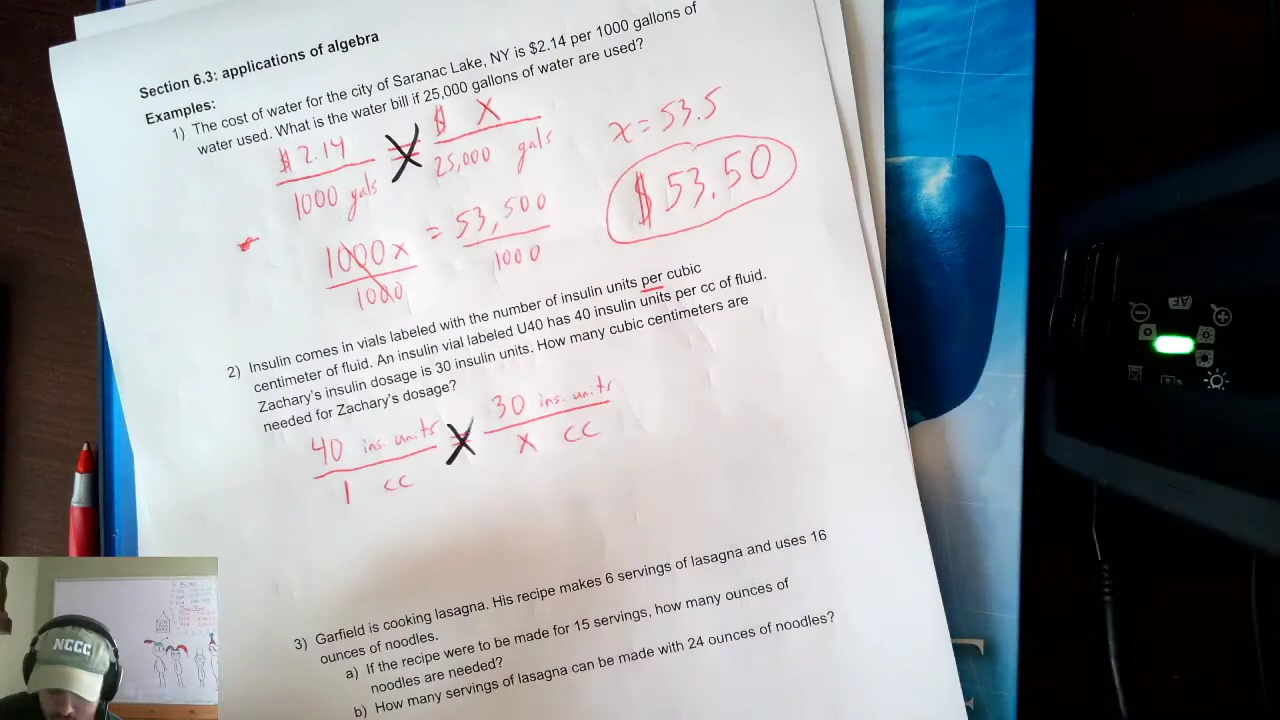 Section 6.3: applications of algebra
Examples:
1) The cost of water for the city of Saranac Lake, NY is $2.14 per 1000 gallons of
water used. What is the water bill if 25,000 gallons of water are used?
$2.14
1000 gals
=
$ X
25,000 gals
x = 53.5
$53.50
1000x
1000
= 53,500
1000
2) Insulin comes in vials labeled with the number of insulin units per cubic
centimeter of fluid. An insulin vial labeled U40 has 40 insulin units per cc of fluid.
Zachary's insulin dosage is 30 insulin units. How many cubic centimeters are
needed for Zachary's dosage?
40 ins. units
1 cc
=
30 ins. units
x cc
3) Garfield is cooking lasagna. His recipe makes 6 servings of lasagna and uses 16
ounces of noodles.
a) If the recipe were to be made for 15 servings, how many ounces of
noodles are needed?
b) How many servings of lasagna can be made with 24 ounces of noodles?
NCCC
AF